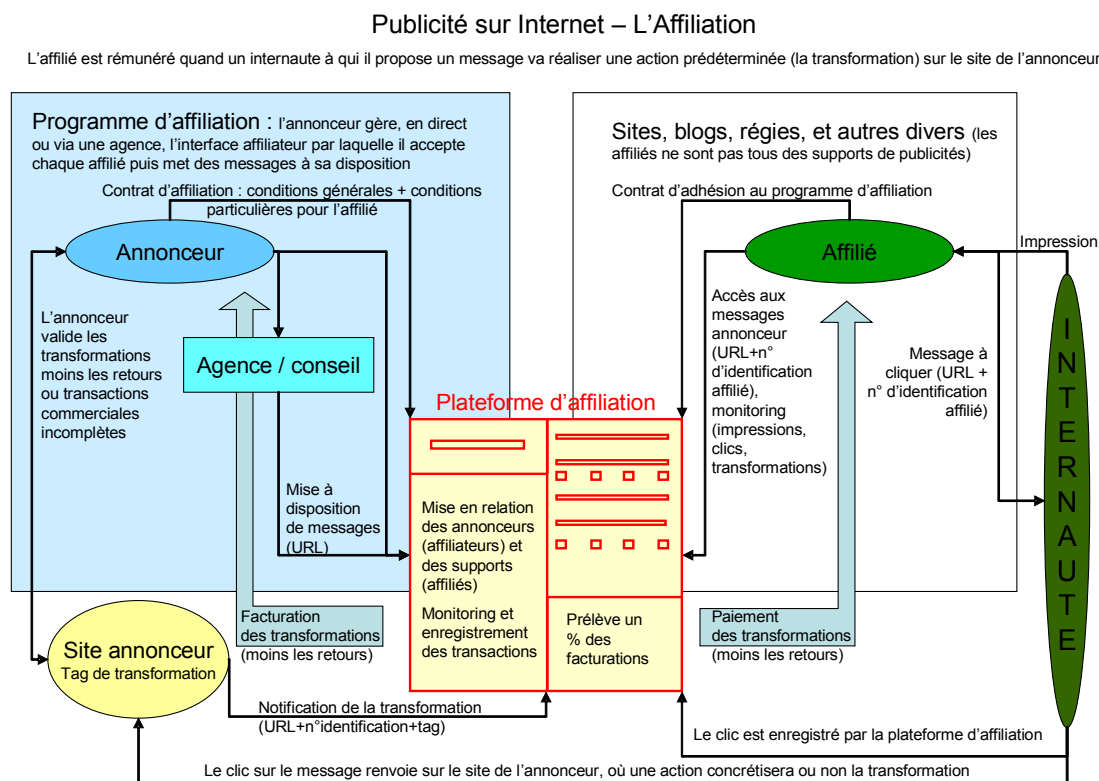 Publicité sur Internet – L'Affiliation
L'affilié est rémunéré quand un internaute à qui il propose un message va réaliser une action prédéterminée (la transformation) sur le site de l'annonceur
Programme d'affiliation : l'annonceur gère, en direct
ou via une agence, l'interface affiliateur par laquelle il accepte
chaque affilié puis met des messages à sa disposition
Contrat d'affiliation : conditions générales + conditions
particulières pour l'affilié
Annonceur
L'annonceur
valide les
transformations
moins les retours
ou transactions
commerciales
incomplètes
Agence / conseil
Mise à
disposition
de messages
(URL)
Sites, blogs, régies, et autres divers (les
affiliés ne sont pas tous des supports de publicités)
Contrat d'adhésion au programme d'affiliation
Affilié
Impression
Accès aux
messages
annonceur
(URL+n°
d'identification
affilié),
monitoring
(impressions,
clics,
transformations)
Message à
cliquer (URL +
n° d'identification
affilié)
INTERNAUTE
Plateforme d'affiliation
Mise en relation
des annonceurs
(affiliateurs) et
des supports
(affiliés)
Monitoring et
enregistrement
des transactions
Prélève un
% des
facturations
Facturation
des transformations
(moins les retours)
Paiement
des transformations
(moins les retours)
Site annonceur
Tag de transformation
Notification de la transformation
(URL+n°identification+tag)
Le clic est enregistré par la plateforme d'affiliation
Le clic sur le message renvoie sur le site de l'annonceur, où une action concrétisera ou non la transformation